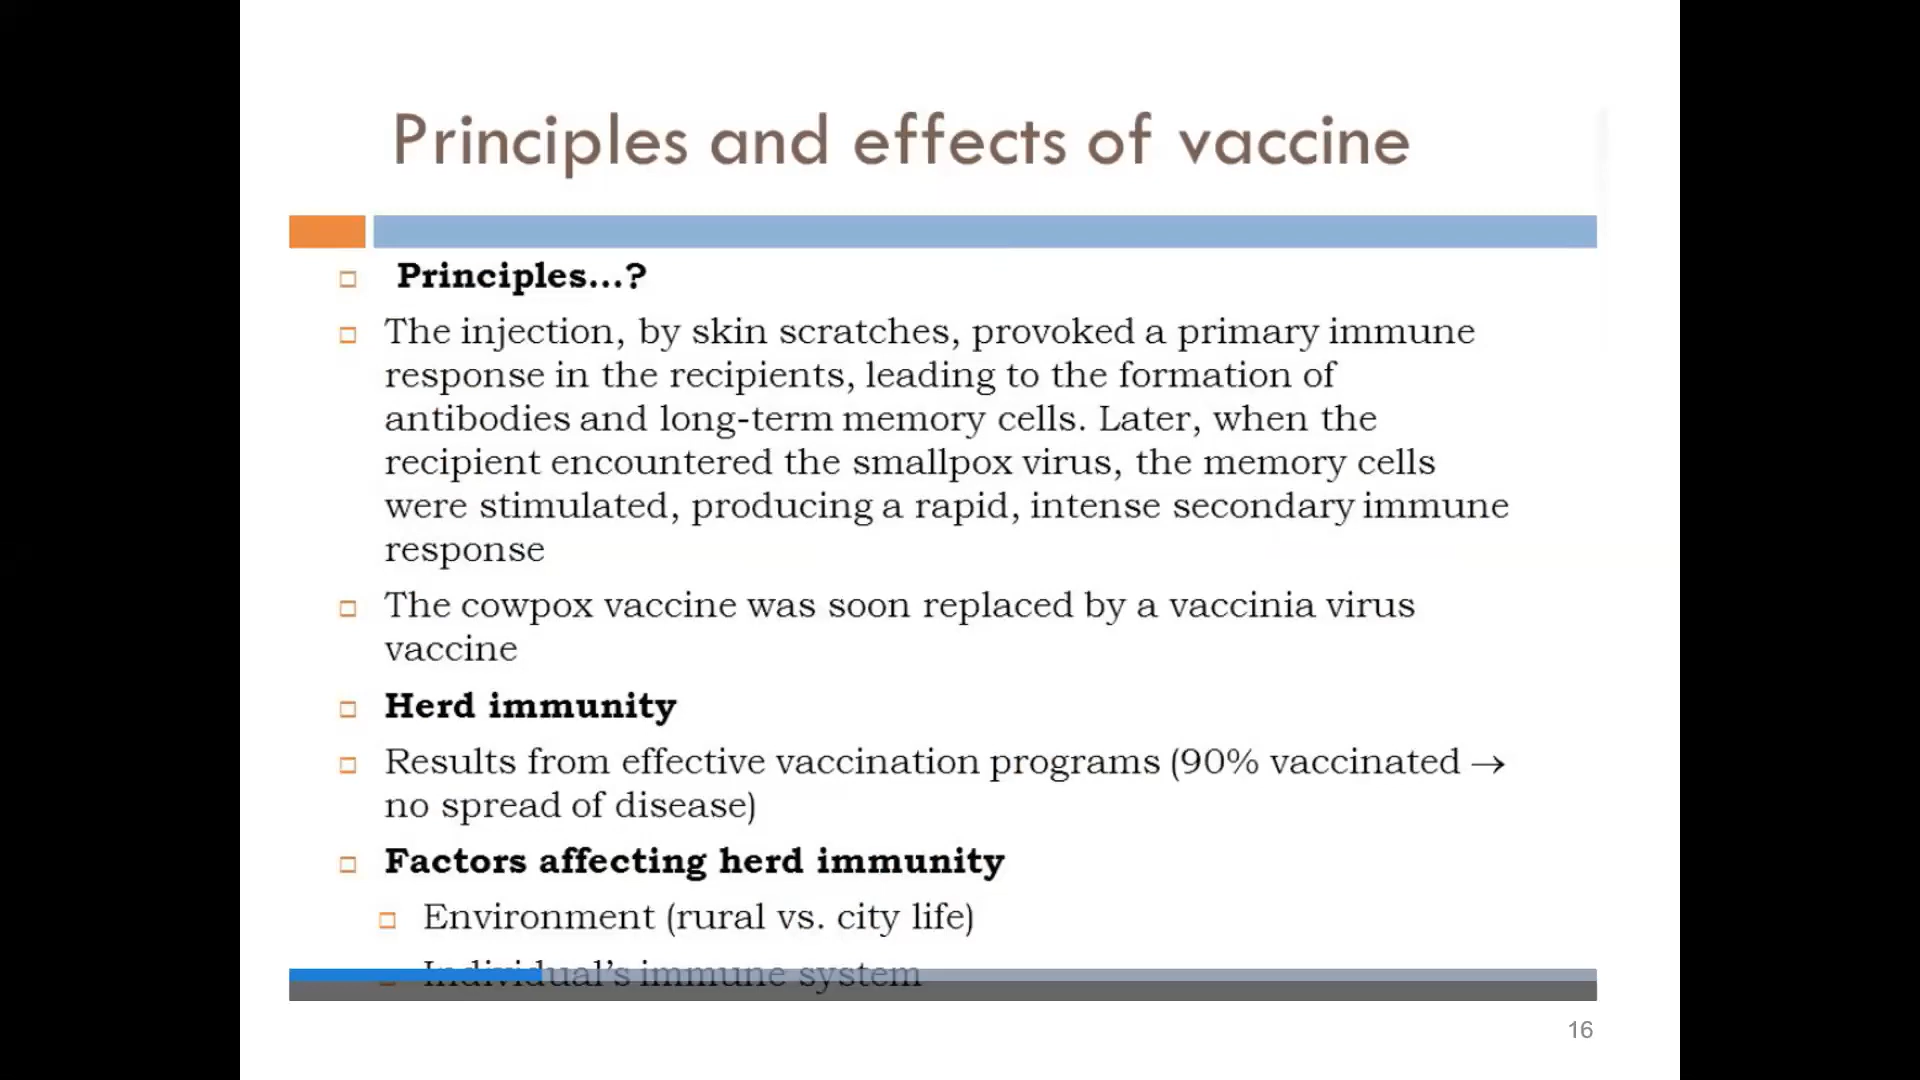 Principles and effects of vaccine
Principles...?
The injection, by skin scratches, provoked a primary immune
response in the recipients, leading to the formation of
antibodies and long-term memory cells. Later, when the
recipient encountered the smallpox virus, the memory cells
were stimulated, producing a rapid, intense secondary immune
response
The cowpox vaccine was soon replaced by a vaccinia virus
vaccine
Herd immunity
Results from effective vaccination programs (90% vaccinated →
no spread of disease)
Factors affecting herd immunity
Environment (rural vs. city life)
Individual's immune system
16